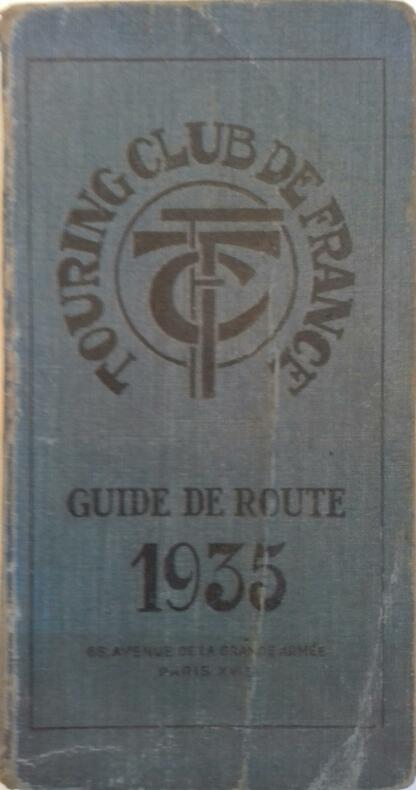 TOURING CLUB DE FRANCE
TCF
GUIDE DE ROUTE
1935
65, AVENUE DE LA GRANDE ARMÉE
PARIS XVIE